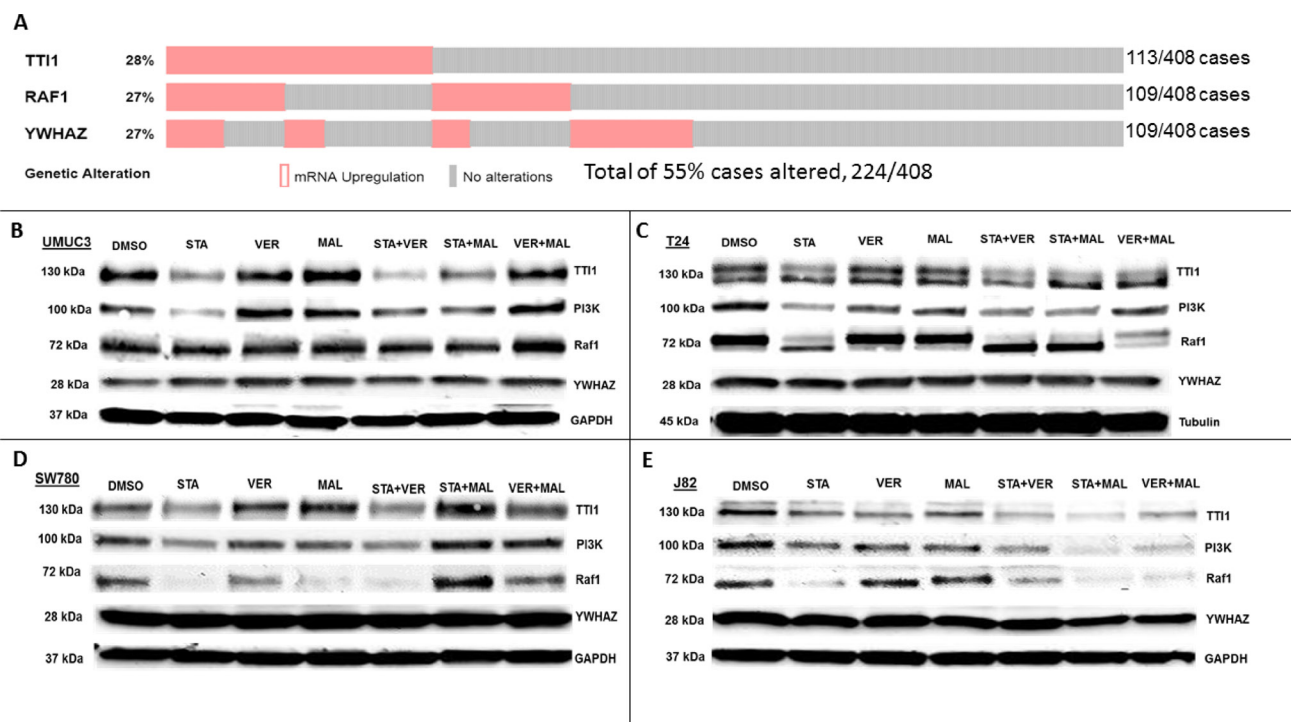 A
TTI1 28% 113/408 cases
RAF1 27% 109/408 cases
YWHAZ 27% 109/408 cases
Genetic Alteration mRNA Upregulation No alterations Total of 55% cases altered, 224/408
B UMUC3 DMSO STA VER MAL STA+VER STA+MAL VER+MAL
130 kDa TTI1
100 kDa PI3K
72 kDa Raf1
28 kDa YWHAZ
37 kDa GAPDH
C T24 DMSO STA VER MAL STA+VER STA+MAL VER+MAL
130 kDa TTI1
100 kDa PI3K
72 kDa Raf1
28 kDa YWHAZ
45 kDa Tubulin
D SW780 DMSO STA VER MAL STA+VER STA+MAL VER+MAL
130 kDa TTI1
100 kDa PI3K
72 kDa Raf1
28 kDa YWHAZ
37 kDa GAPDH
E J82 DMSO STA VER MAL STA+VER STA+MAL VER+MAL
130 kDa TTI1
100 kDa PI3K
72 kDa Raf1
28 kDa YWHAZ
37 kDa GAPDH